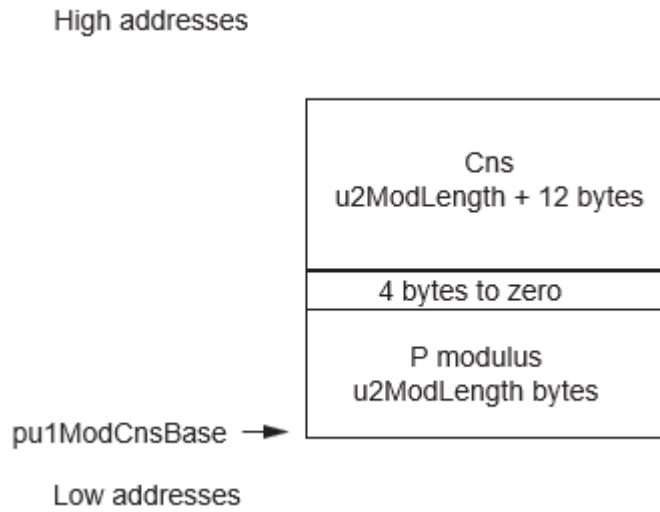 High addresses
Cns
u2ModLength + 12 bytes
4 bytes to zero
P modulus
u2ModLength bytes
pu1ModCnsBase
Low addresses